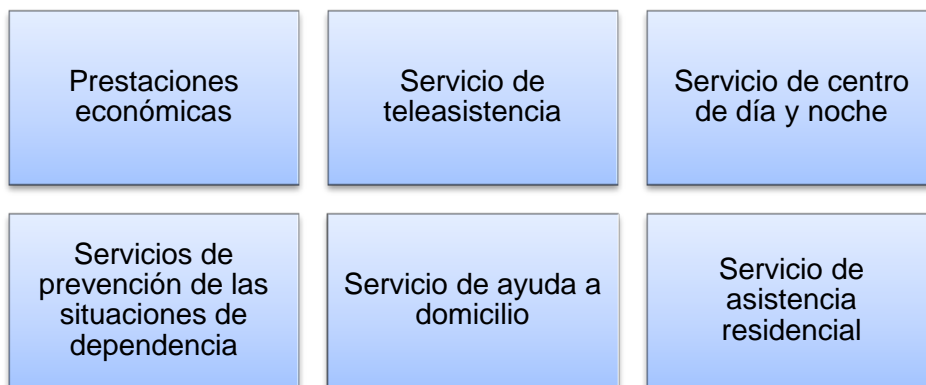 Prestaciones
económicas
Servicio de
teleasistencia
Servicio de centro
de día y noche
Servicios de
prevención de las
situaciones de
dependencia
Servicio de ayuda a
domicilio
Servicio de
asistencia
residencial